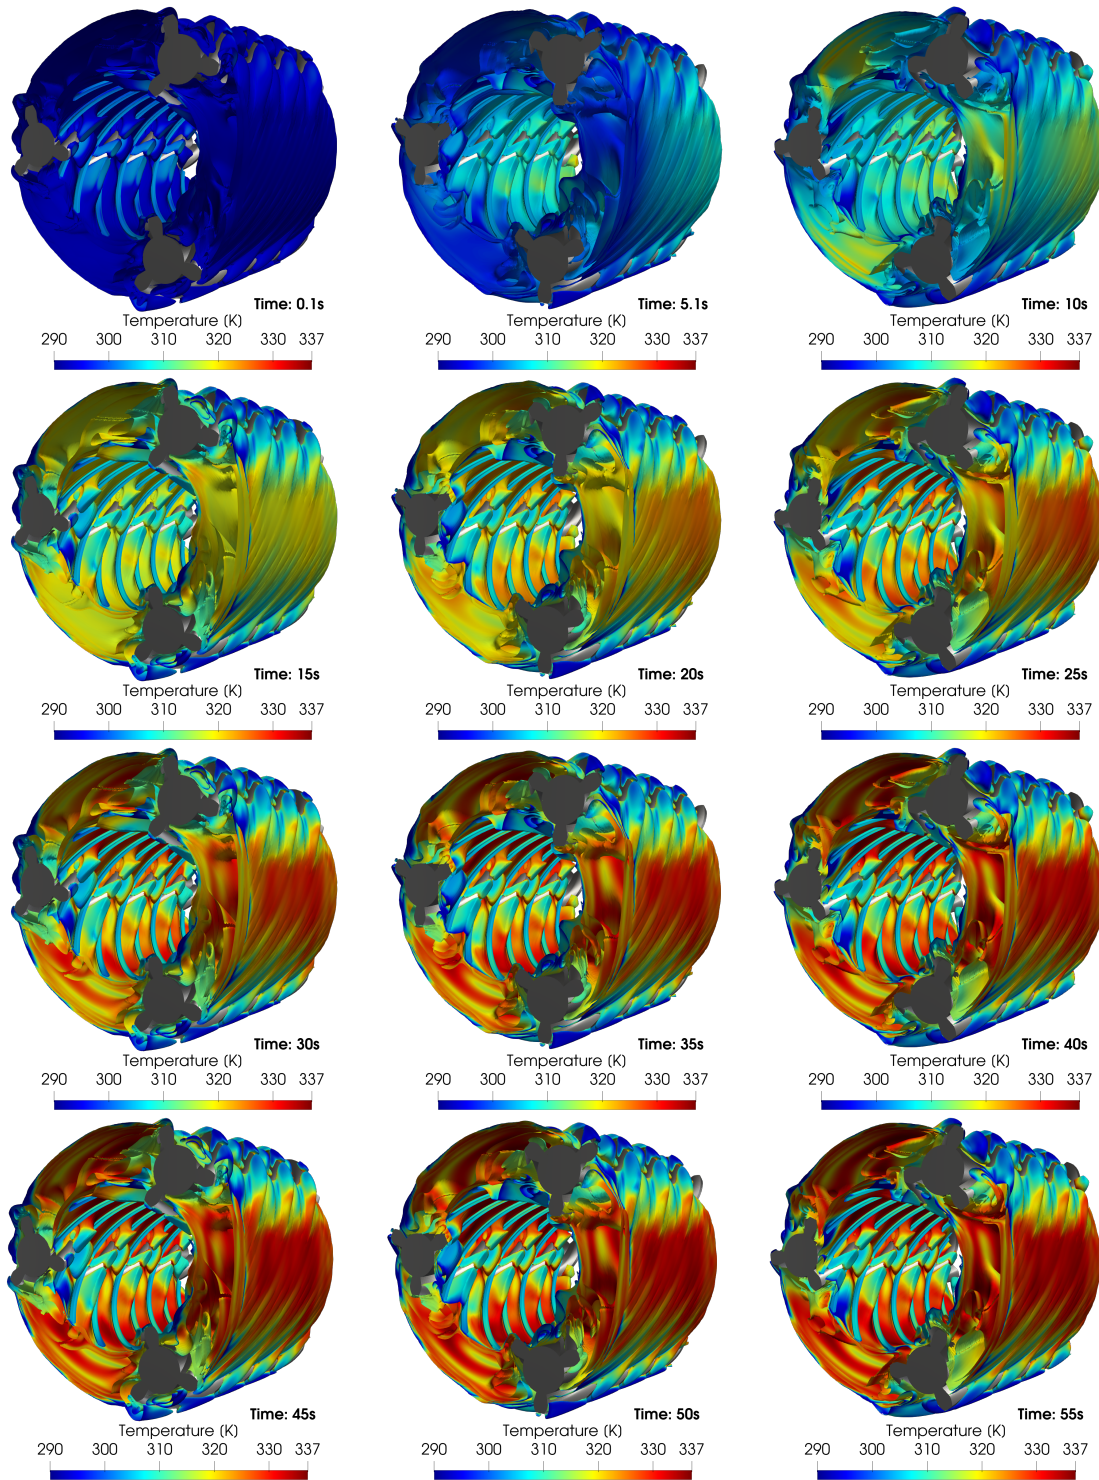 Time: 0.1s
Temperature (K)
290 300 310 320 330 337
Time: 5.1s
Temperature (K)
290 300 310 320 330 337
Time: 10s
Temperature (K)
290 300 310 320 330 337
Time: 15s
Temperature (K)
290 300 310 320 330 337
Time: 20s
Temperature (K)
290 300 310 320 330 337
Time: 25s
Temperature (K)
290 300 310 320 330 337
Time: 30s
Temperature (K)
290 300 310 320 330 337
Time: 35s
Temperature (K)
290 300 310 320 330 337
Time: 40s
Temperature (K)
290 300 310 320 330 337
Time: 45s
Temperature (K)
290 300 310 320 330 337
Time: 50s
Temperature (K)
290 300 310 320 330 337
Time: 55s
Temperature (K)
290 300 310 320 330 337